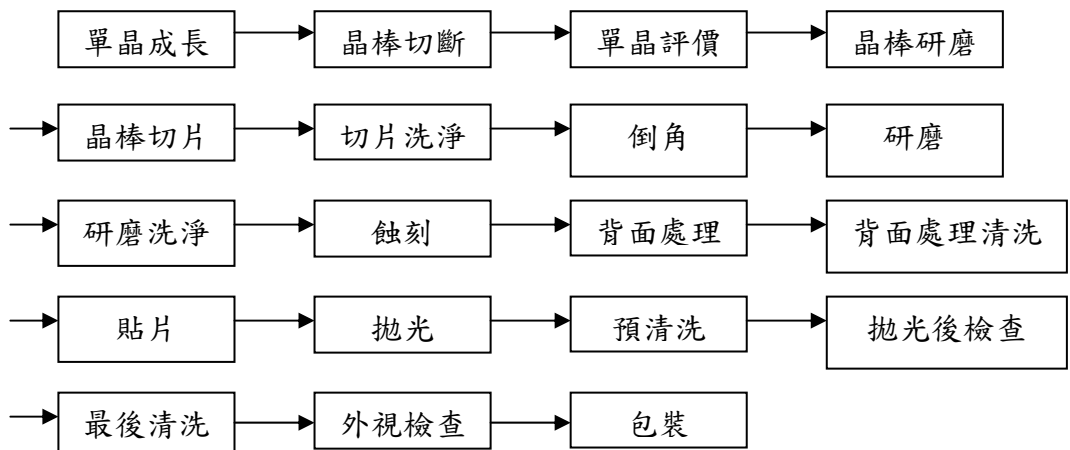 單晶成長 晶棒切斷 單晶評價 晶棒研磨
晶棒切片 切片洗淨 倒角 研磨
研磨洗淨 蝕刻 背面處理 背面處理清洗
貼片 拋光 預清洗 拋光後檢查
最後清洗 外視檢查 包裝